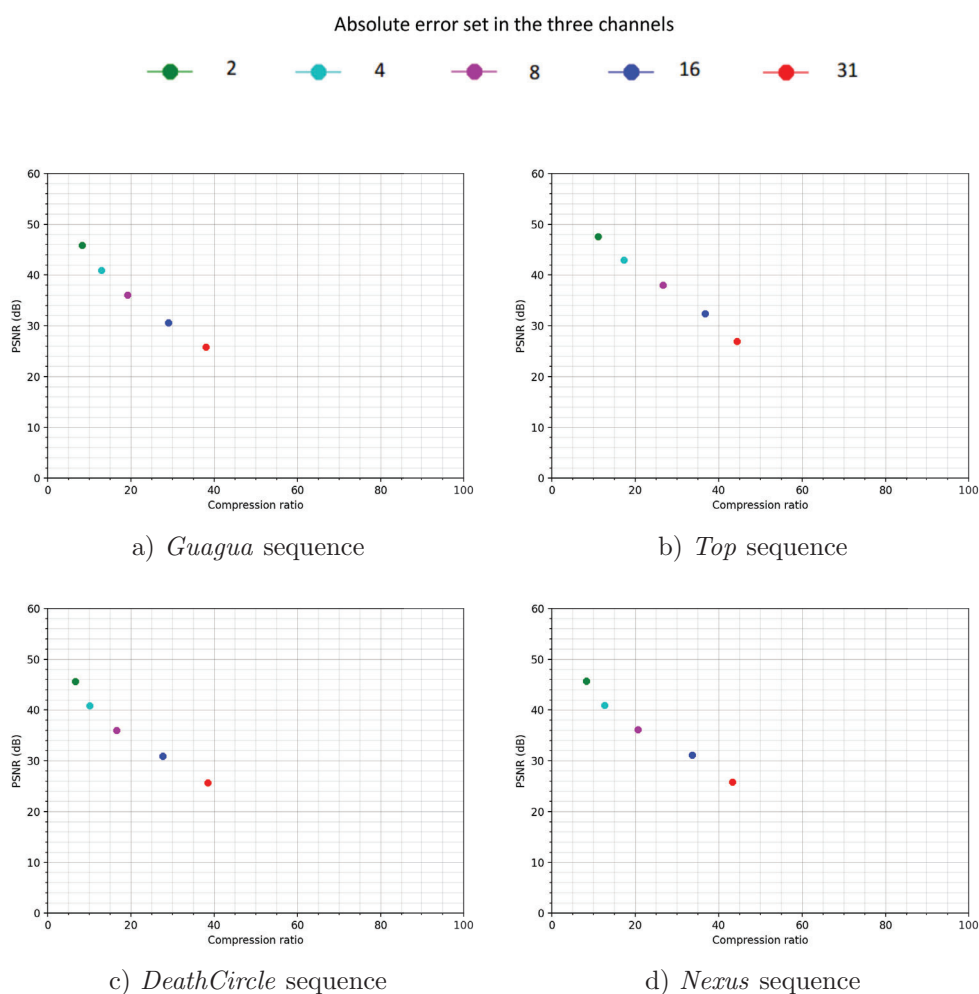 Absolute error set in the three channels
2 4 8 16 31
60 60
50 50
40 40
30 30
20 20
10 10
0 0
PSNR (dB) PSNR (dB)
0 20 40 60 80 100 0 20 40 60 80 100
Compression ratio Compression ratio
a) Guagua sequence b) Top sequence
60 60
50 50
40 40
30 30
20 20
10 10
0 0
PSNR (dB) PSNR (dB)
0 20 40 60 80 100 0 20 40 60 80 100
Compression ratio Compression ratio
c) DeathCircle sequence d) Nexus sequence